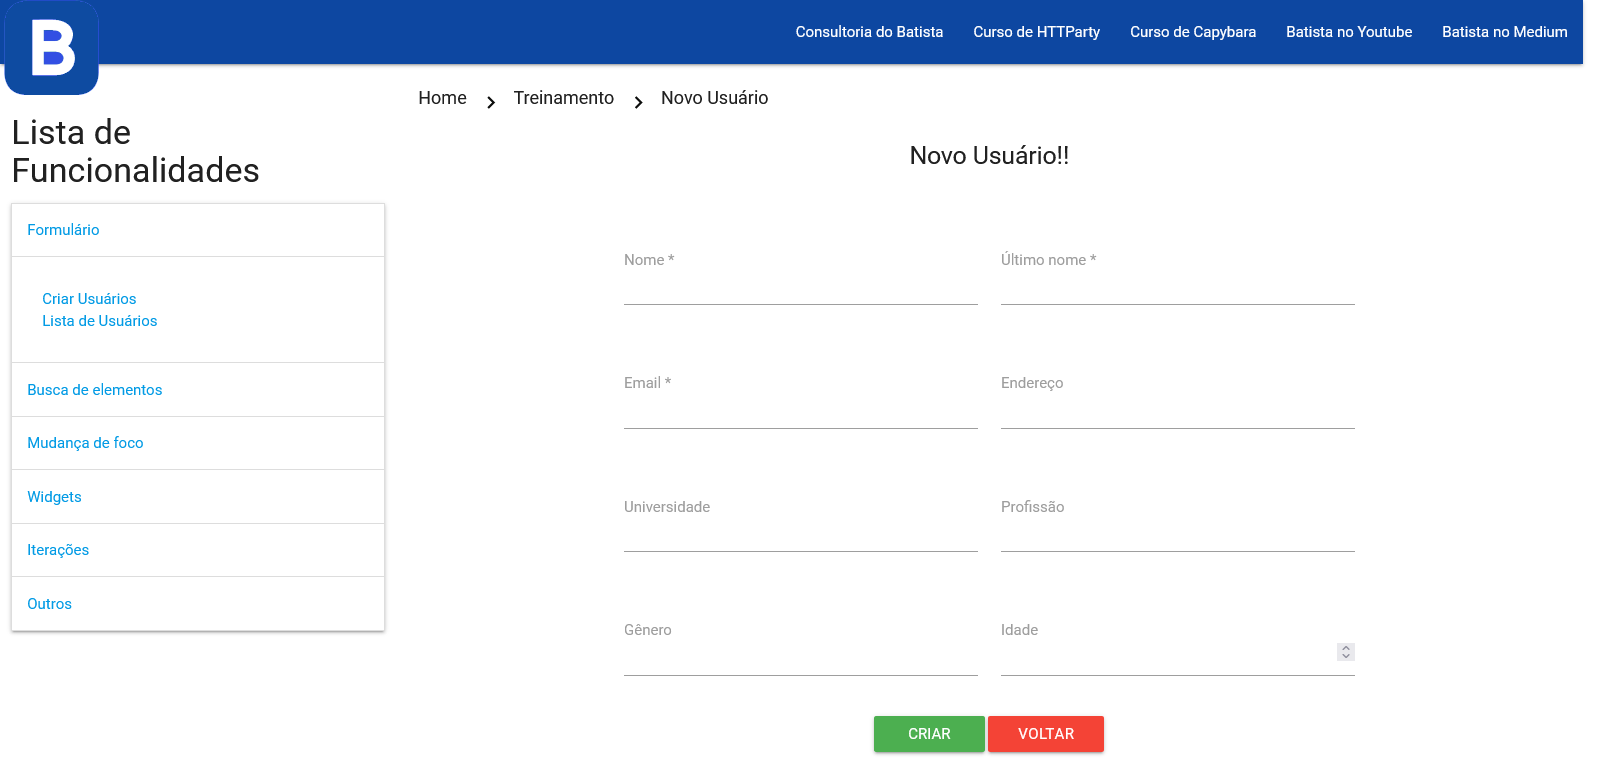 B
Consultoria do Batista
Curso de HTTParty
Curso de Capybara
Batista no Youtube
Batista no Medium
Home
Treinamento
Novo Usuário
Lista de
Funcionalidades
Formulário
Criar Usuários
Lista de Usuários
Busca de elementos
Mudança de foco
Widgets
Iterações
Outros
Novo Usuário!!
Nome *
Último nome *
Email *
Endereço
Universidade
Profissão
Gênero
Idade
CRIAR
VOLTAR